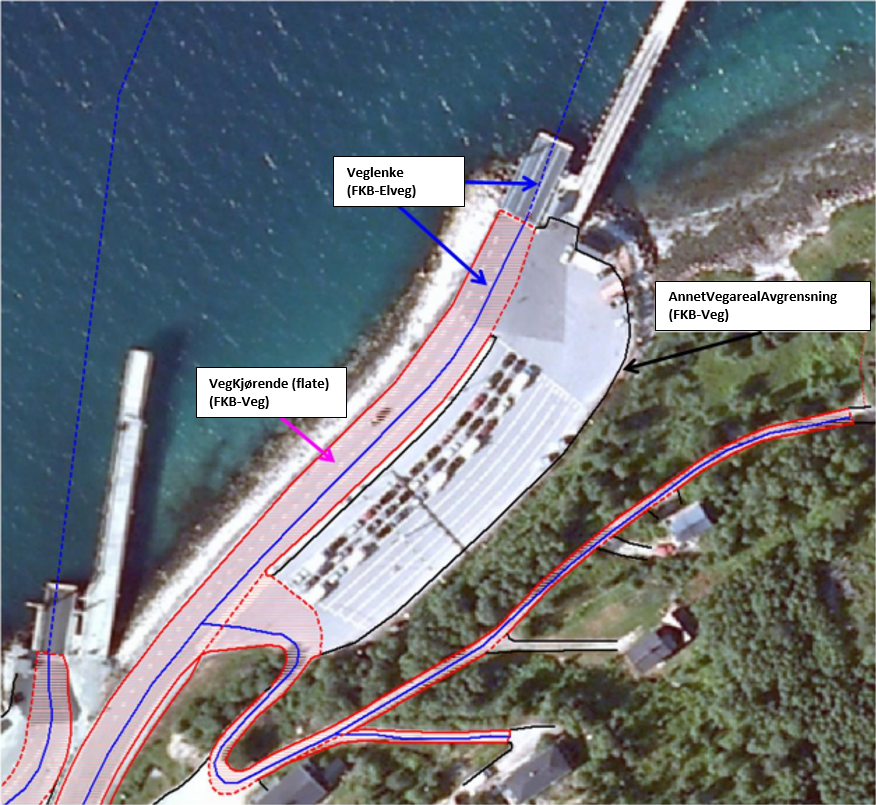 Veglenke
(FKB-Elveg)
AnnetVegarealAvgrensning
(FKB-Veg)
VegKjørende (flate)
(FKB-Veg)